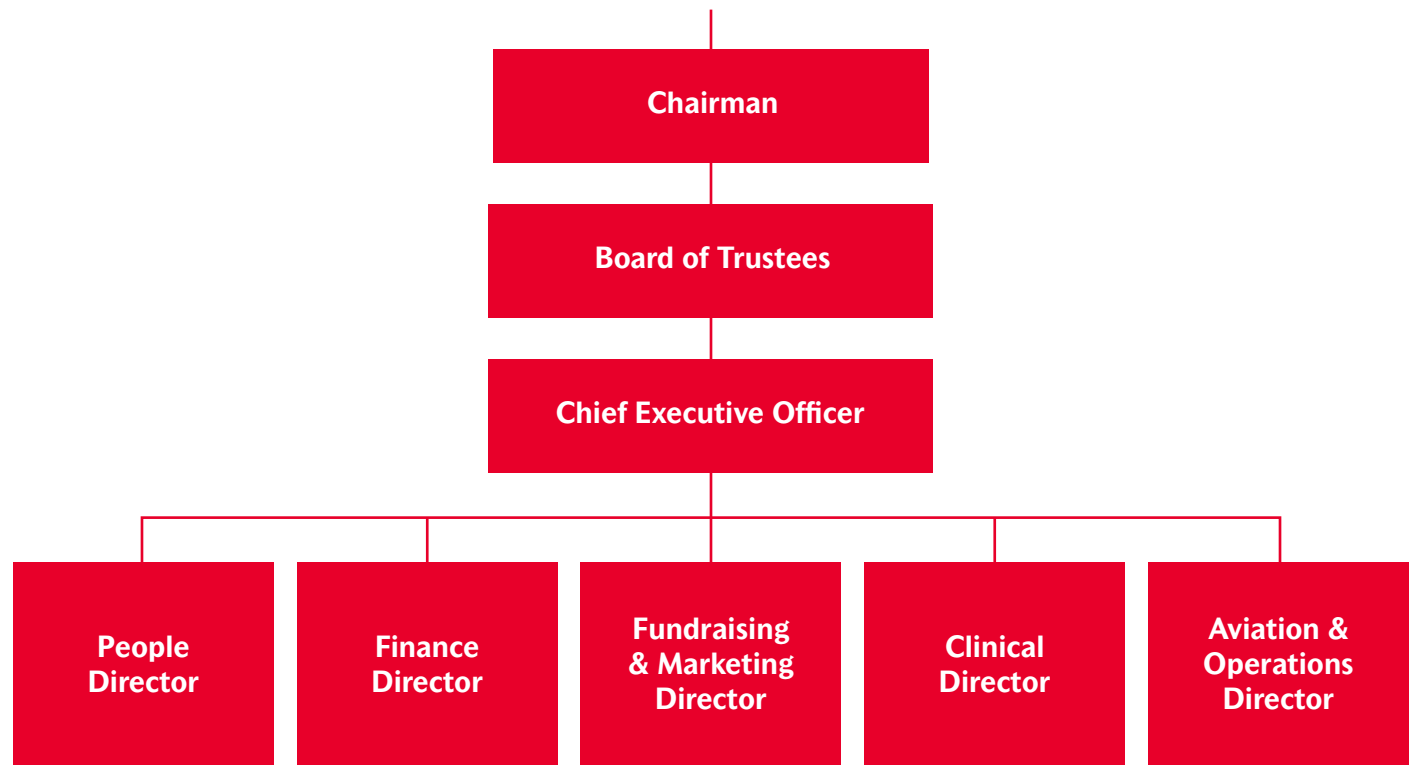 Chairman
Board of Trustees
Chief Executive Officer
People
Director
Finance
Director
Fundraising
& Marketing
Director
Clinical
Director
Aviation &
Operations
Director